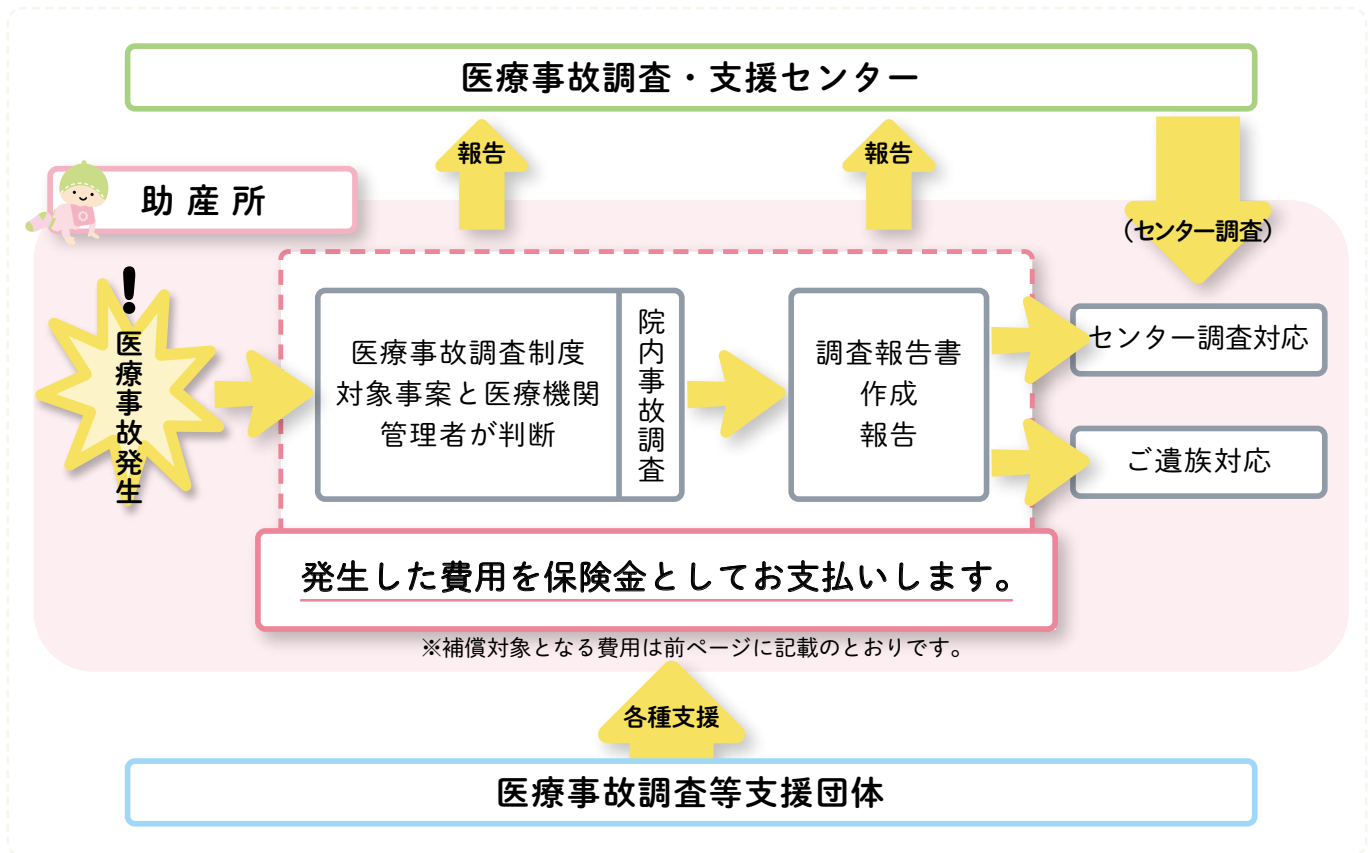 医療事故調査・支援センター
報告
報告
(センター調査)
助産所
!
医療事故発生
医療事故調査制度
対象事案と医療機関
管理者が判断
院内事故調査
調査報告書
作成
報告
センター調査対応
ご遺族対応
発生した費用を保険金としてお支払いします。
※補償対象となる費用は前ページに記載のとおりです。
各種支援
医療事故調査等支援団体